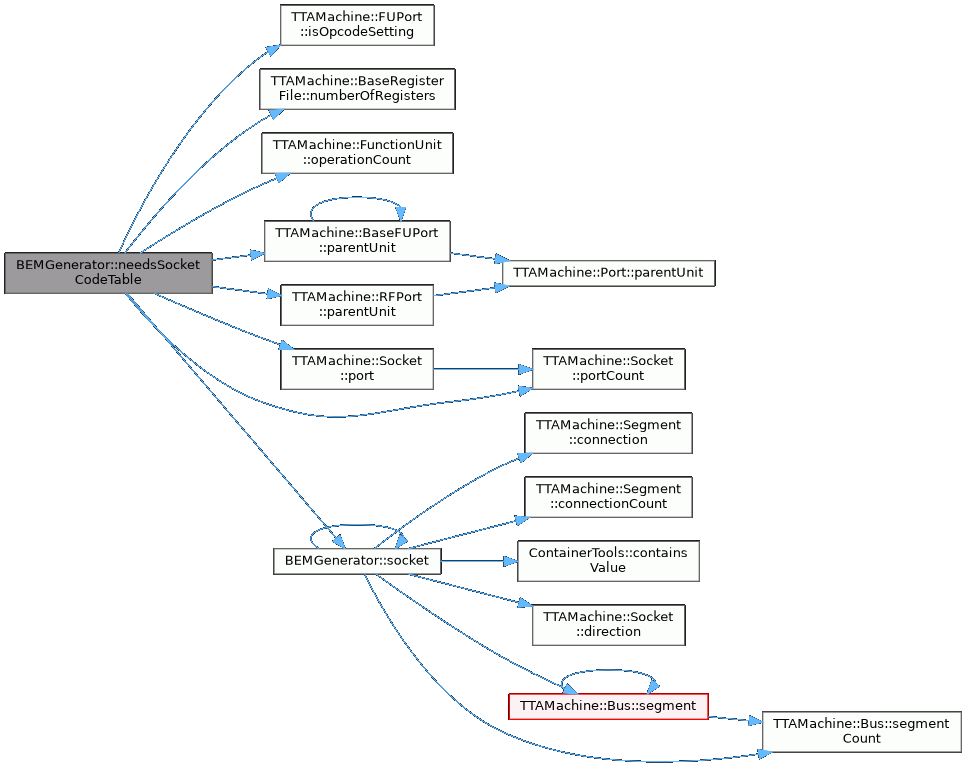 TTAMachine::FUPort
::isOpcodeSetting
TTAMachine::BaseRegister
File::numberOfRegisters
TTAMachine::FunctionUnit
::operationCount
TTAMachine::BaseFUPort
::parentUnit
BEMGenerator::needsSocket
CodeTable
TTAMachine::Port::parentUnit
TTAMachine::RFPort
::parentUnit
TTAMachine::Socket
::port
TTAMachine::Socket
::portCount
TTAMachine::Segment
::connection
TTAMachine::Segment
::connectionCount
BEMGenerator::socket
ContainerTools::contains
Value
TTAMachine::Socket
::direction
TTAMachine::Bus::segment
TTAMachine::Bus::segment
Count